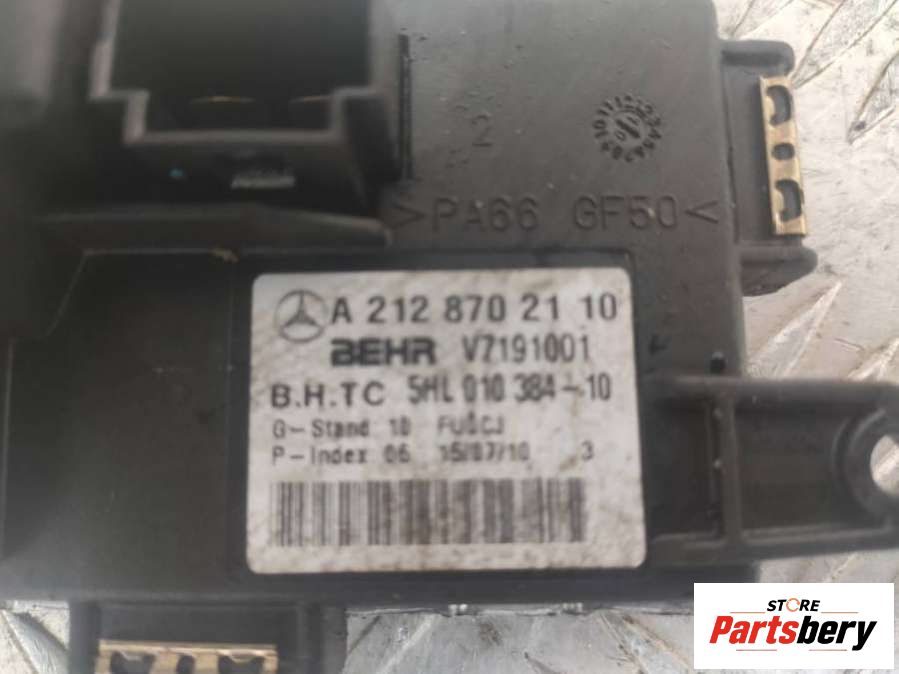 2
>PA66 GF50<
A 212 870 21 10
BEHR V7191001
B.H.TC 5HL 010 384-10
G-Stand 10
P-Index 06 15/07/10 3
STORE
Partsbery